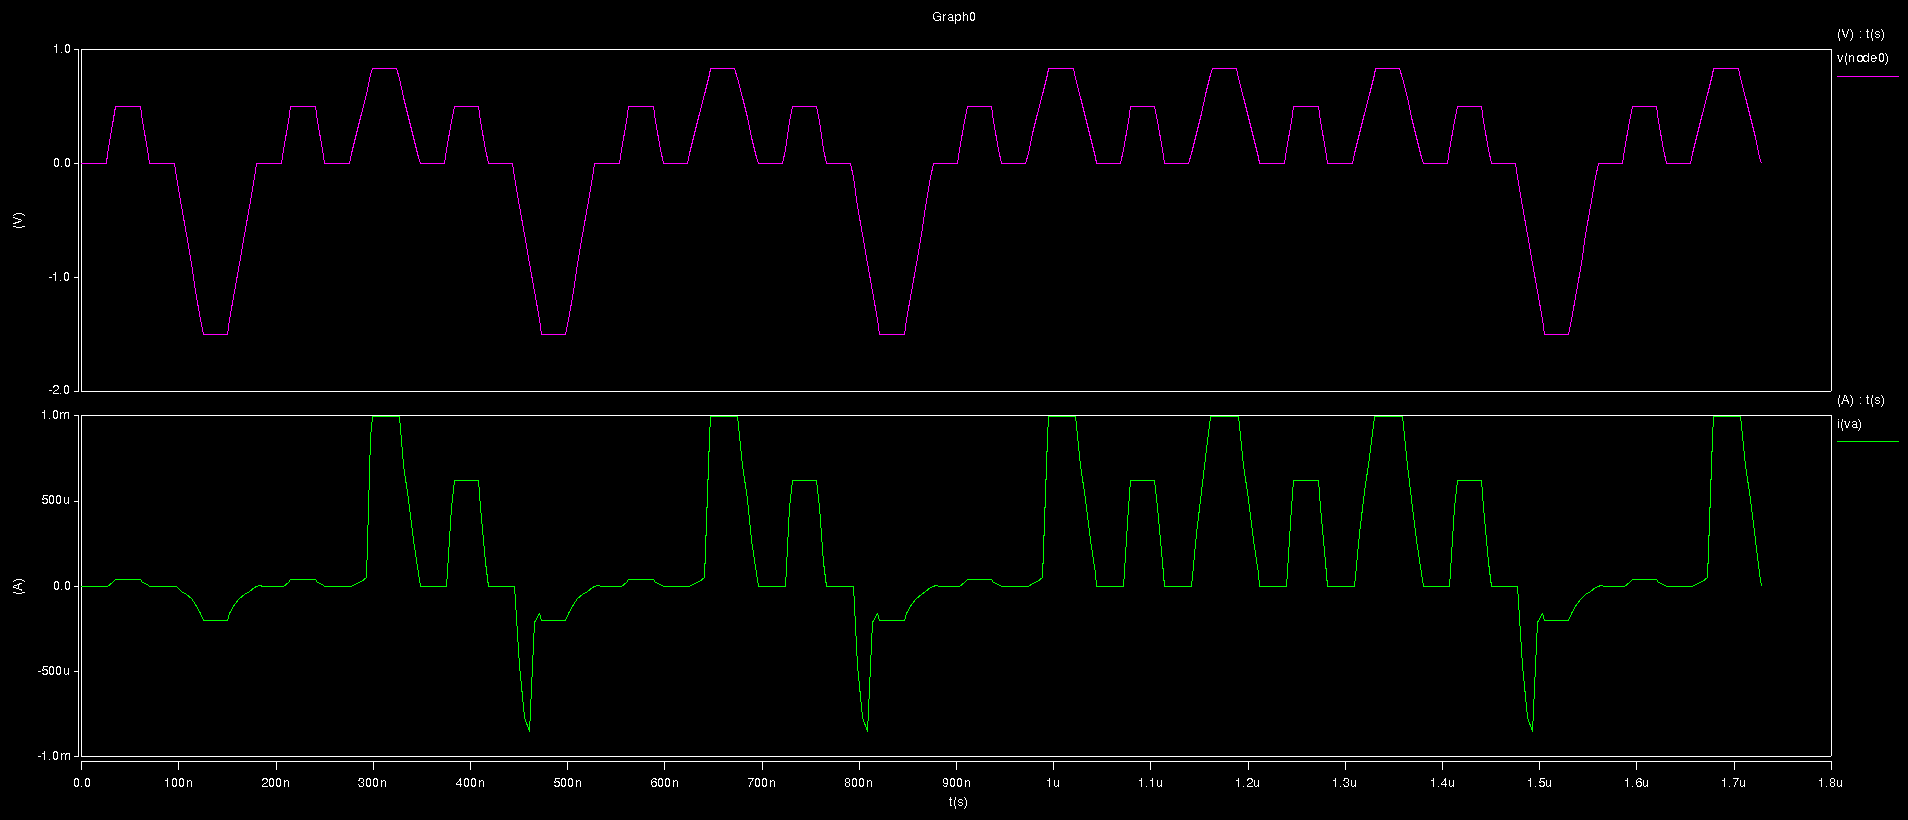 Graph0
(V) : t(s)
v(node0)
1.0
0.0
(V)
-1.0
-2.0
(A) : t(s)
i(va)
1.0m
500u
0.0
(A)
-500u
-1.0m
0.0 100n 200n 300n 400n 500n 600n 700n 800n 900n 1u 1.1u 1.2u 1.3u 1.4u 1.5u 1.6u 1.7u 1.8u
t(s)